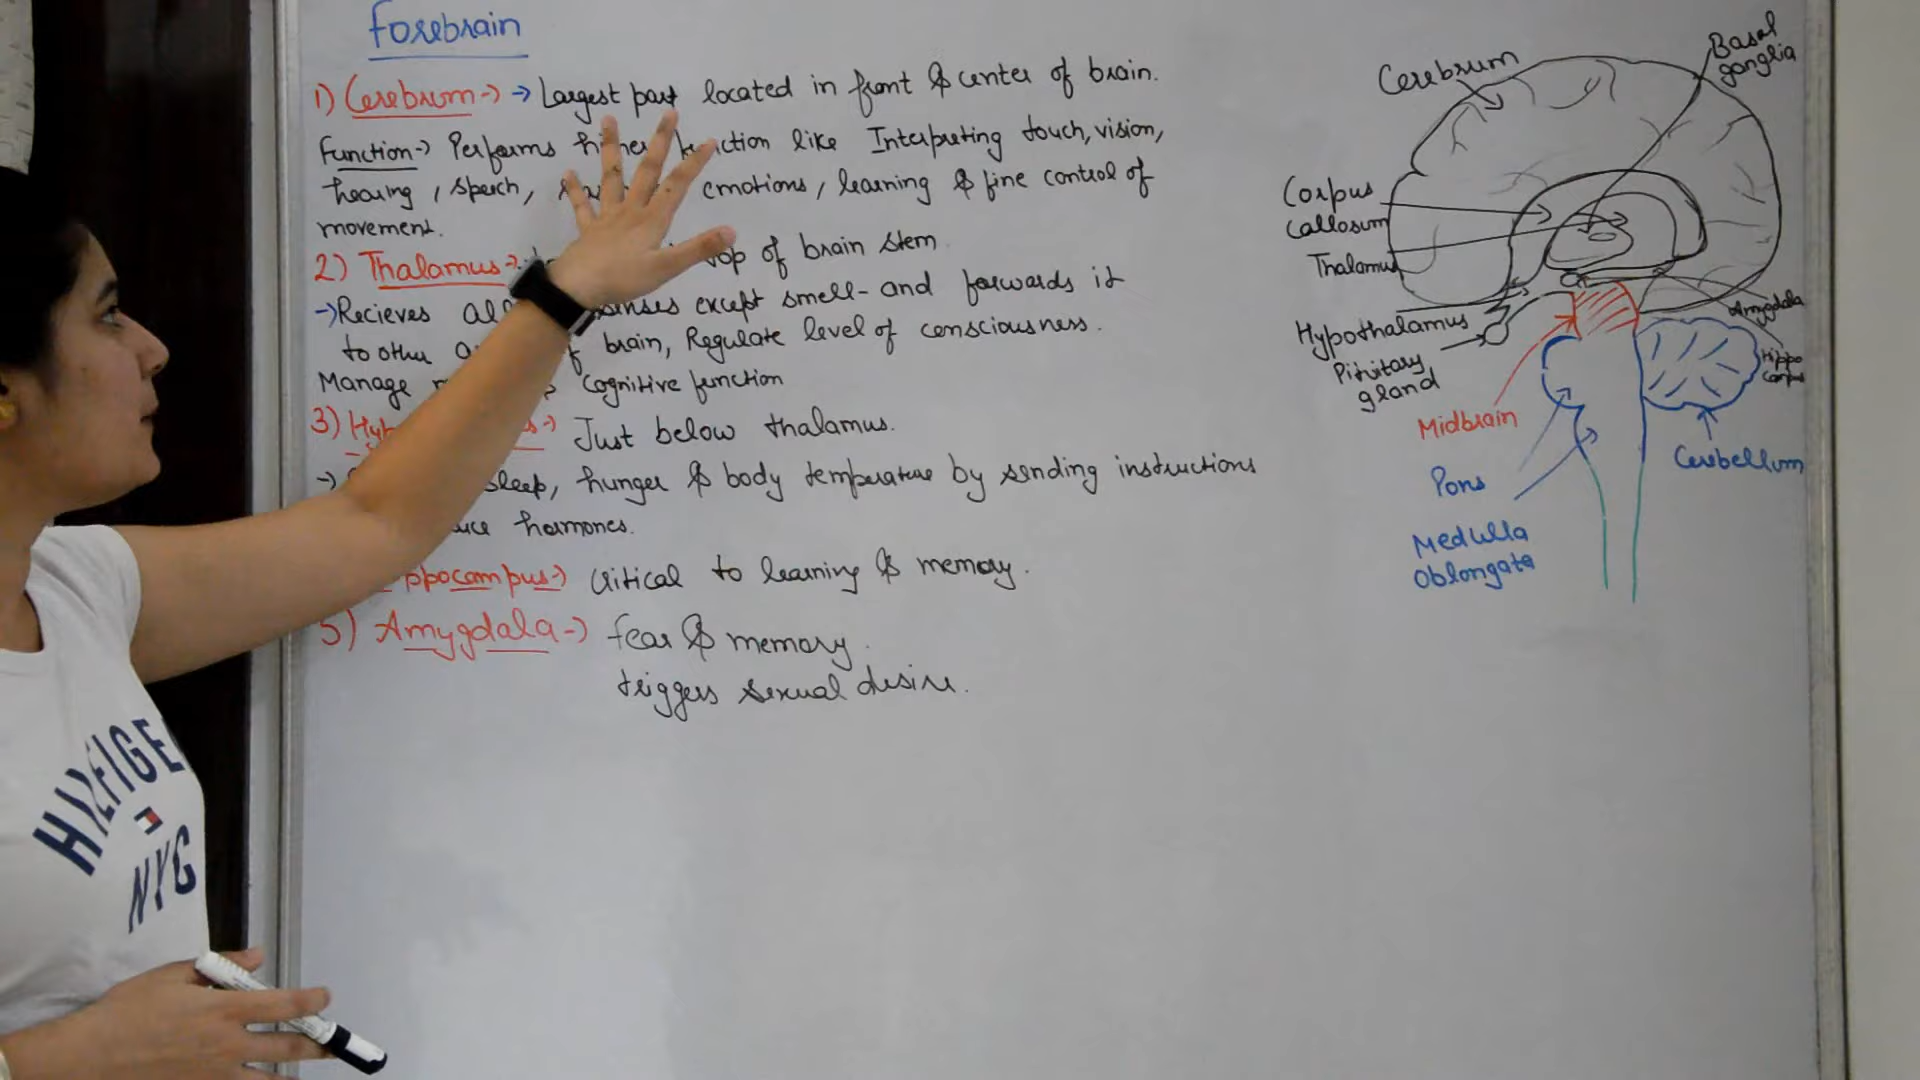 Forebrain
1) Cerebrum-> -> Largest part located in front & center of brain.
Function-> Performs higher function like Interpreting touch, vision,
hearing, speech, emotions, learning & fine control of
movement.
2) Thalamus-> top of brain stem
->Recieves all senses except smell- and forwards it
to other brain, Regulate level of consciousness.
Manage cognitive function
3) Just below thalamus.
-> sleep, hunger & body temperature by sending instructions
hormones.
ppocampus-> Critical to learning & memory.
5) Amygdala-> fear & memory.
triggers sexual desire.
Cerebrum
Basal
ganglia
Corpus
Callosum
Thalamus
Hypothalamus
Pituitary
gland
Amygdala
Hippo
campus
Midbrain
Cerebellum
Pons
Medulla
Oblongata
HILFIGE
NYC